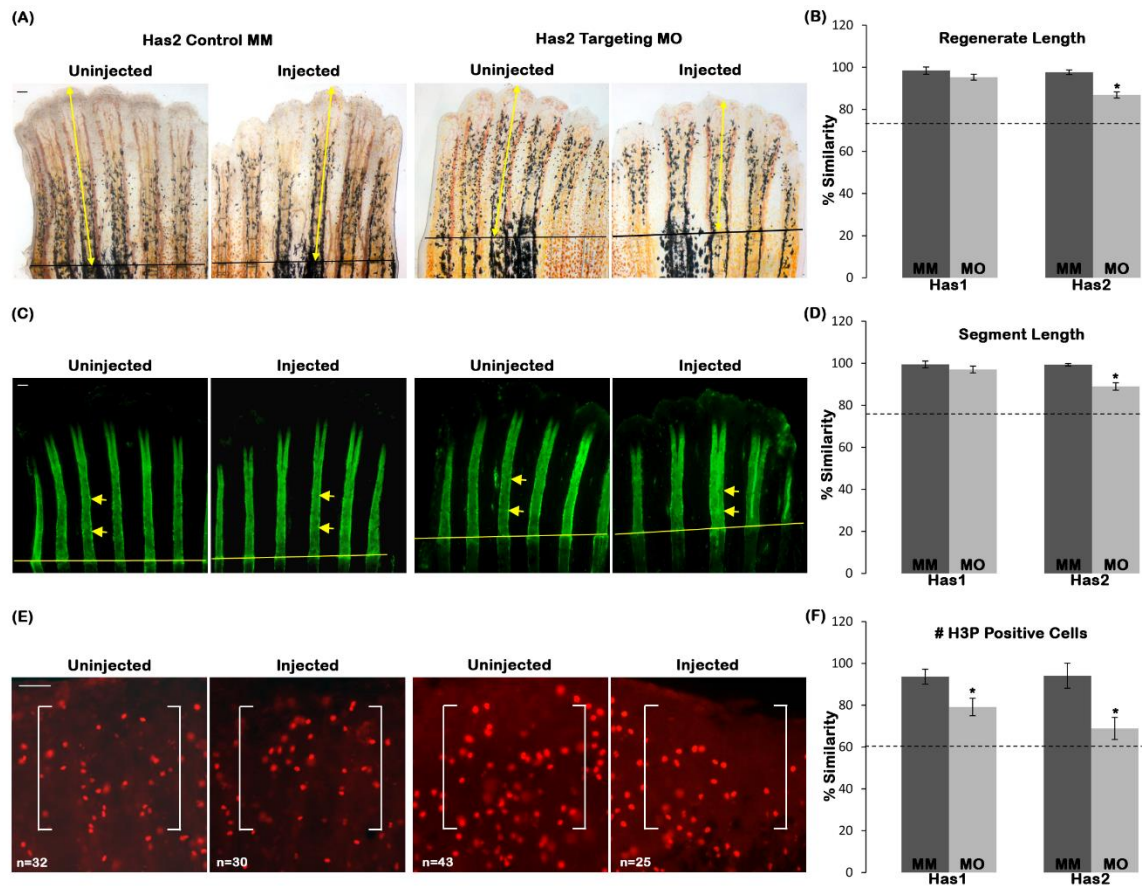 (A)
Has2 Control MM
Has2 Targeting MO
Uninjected
Injected
Uninjected
Injected
(B)
Regenerate Length
% Similarity
120
100
80
60
40
20
0
*
MM
MO
MM
MO
Has1
Has2
(C)
Uninjected
Injected
Uninjected
Injected
(D)
Segment Length
% Similarity
120
100
80
60
40
20
0
*
MM
MO
MM
MO
Has1
Has2
(E)
Uninjected
Injected
Uninjected
Injected
n=32
n=30
n=43
n=25
(F)
# H3P Positive Cells
% Similarity
120
100
80
60
40
20
0
*
*
MM
MO
MM
MO
Has1
Has2